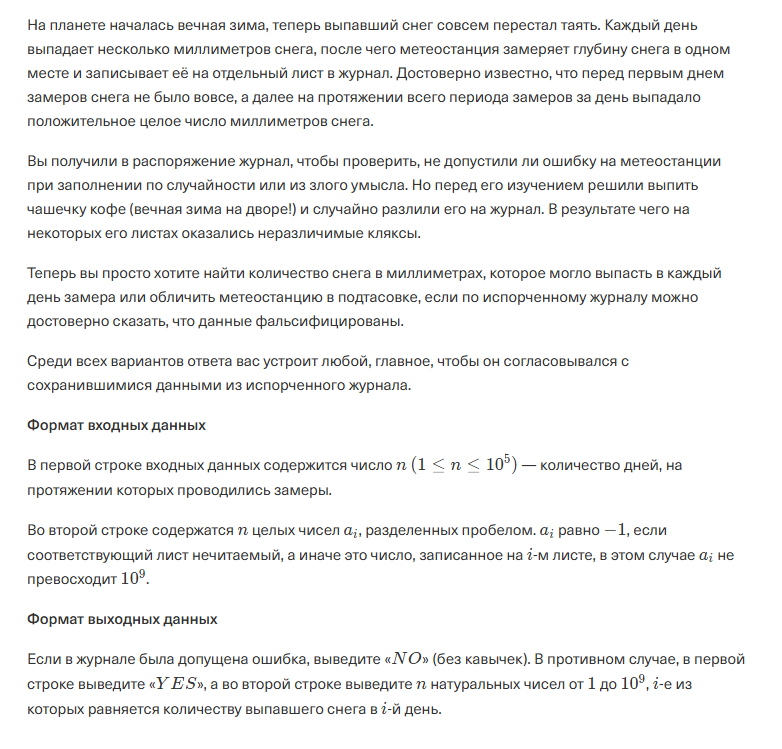 На планете началась вечная зима, теперь выпавший снег совсем перестал таять. Каждый день
выпадает несколько миллиметров снега, после чего метеостанция замеряет глубину снега в одном
месте и записывает её на отдельный лист в журнал. Достоверно известно, что перед первым днем
замеров снега не было вовсе, а далее на протяжении всего периода замеров за день выпадало
положительное целое число миллиметров снега.
Вы получили в распоряжение журнал, чтобы проверить, не допустили ли ошибку на метеостанции
при заполнении по случайности или из злого умысла. Но перед его изучением решили выпить
чашечку кофе (вечная зима на дворе!) и случайно разлили его на журнал. В результате чего на
некоторых его листах оказались неразличимые кляксы.
Теперь вы просто хотите найти количество снега в миллиметрах, которое могло выпасть в каждый
день замера или обличить метеостанцию в подтасовке, если по испорченному журналу можно
достоверно сказать, что данные фальсифицированы.
Среди всех вариантов ответа вас устроит любой, главное, чтобы он согласовывался с
сохранившимися данными из испорченного журнала.
Формат входных данных
В первой строке входных данных содержится число n (1 ≤ n ≤ 10⁵) — количество дней, на
протяжении которых проводились замеры.
Во второй строке содержатся n целых чисел aᵢ, разделенных пробелом. aᵢ равно −1, если
соответствующий лист нечитаемый, а иначе это число, записанное на i-м листе, в этом случае aᵢ не
превосходит 10⁹.
Формат выходных данных
Если в журнале была допущена ошибка, выведите «NO» (без кавычек). В противном случае, в первой
строке выведите «YES», а во второй строке выведите n натуральных чисел от 1 до 10⁹, i-е из
которых равняется количеству выпавшего снега в i-й день.